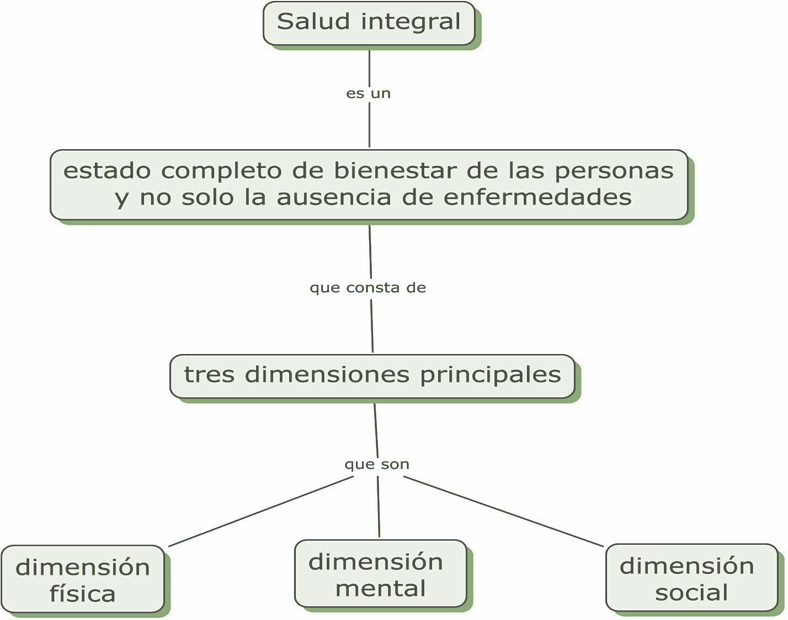 Salud integral
es un
estado completo de bienestar de las personas
y no solo la ausencia de enfermedades
que consta de
tres dimensiones principales
que son
dimensión
física
dimensión
mental
dimensión
social